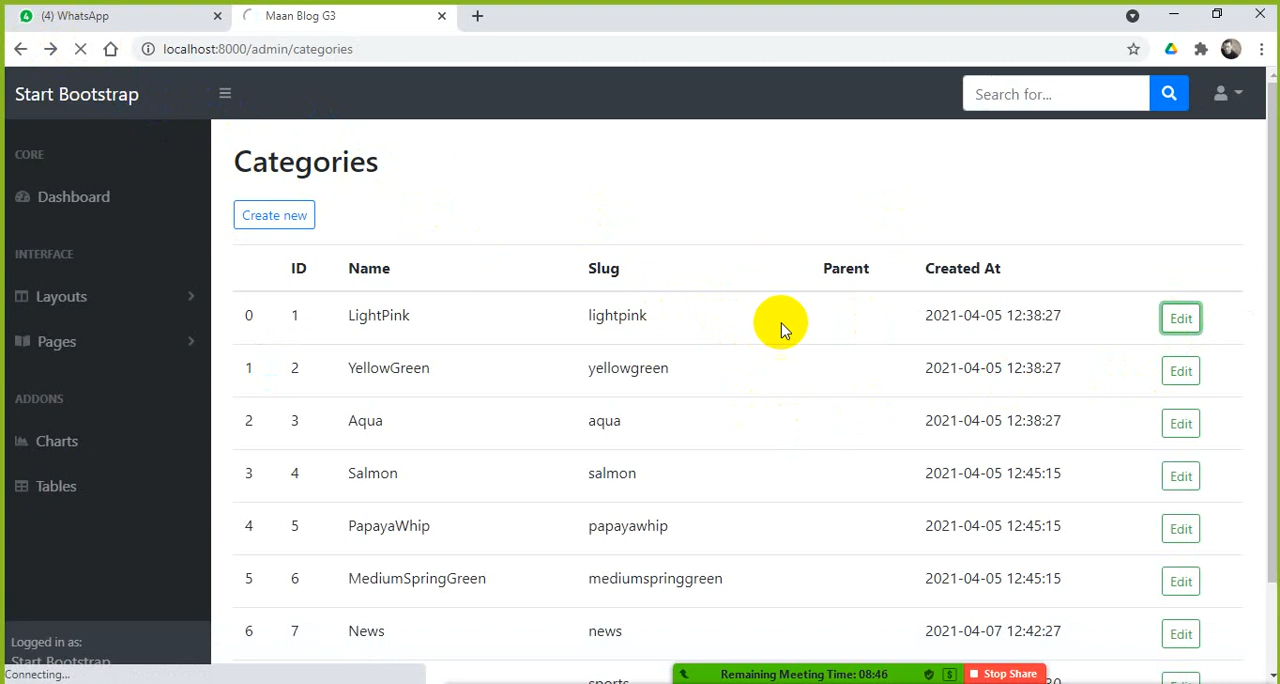 4 (4) WhatsApp
Maan Blog G3
localhost:8000/admin/categories
Start Bootstrap
Search for...
CORE
Dashboard
INTERFACE
Layouts
Pages
ADDONS
Charts
Tables
Logged in as:
Start Bootstrap
Categories
Create new
ID Name Slug Parent Created At
0 1 LightPink lightpink 2021-04-05 12:38:27 Edit
1 2 YellowGreen yellowgreen 2021-04-05 12:38:27 Edit
2 3 Aqua aqua 2021-04-05 12:38:27 Edit
3 4 Salmon salmon 2021-04-05 12:45:15 Edit
4 5 PapayaWhip papayawhip 2021-04-05 12:45:15 Edit
5 6 MediumSpringGreen mediumspringgreen 2021-04-05 12:45:15 Edit
6 7 News news 2021-04-07 12:42:27 Edit
Connecting...
Remaining Meeting Time: 08:46 $ Stop Share